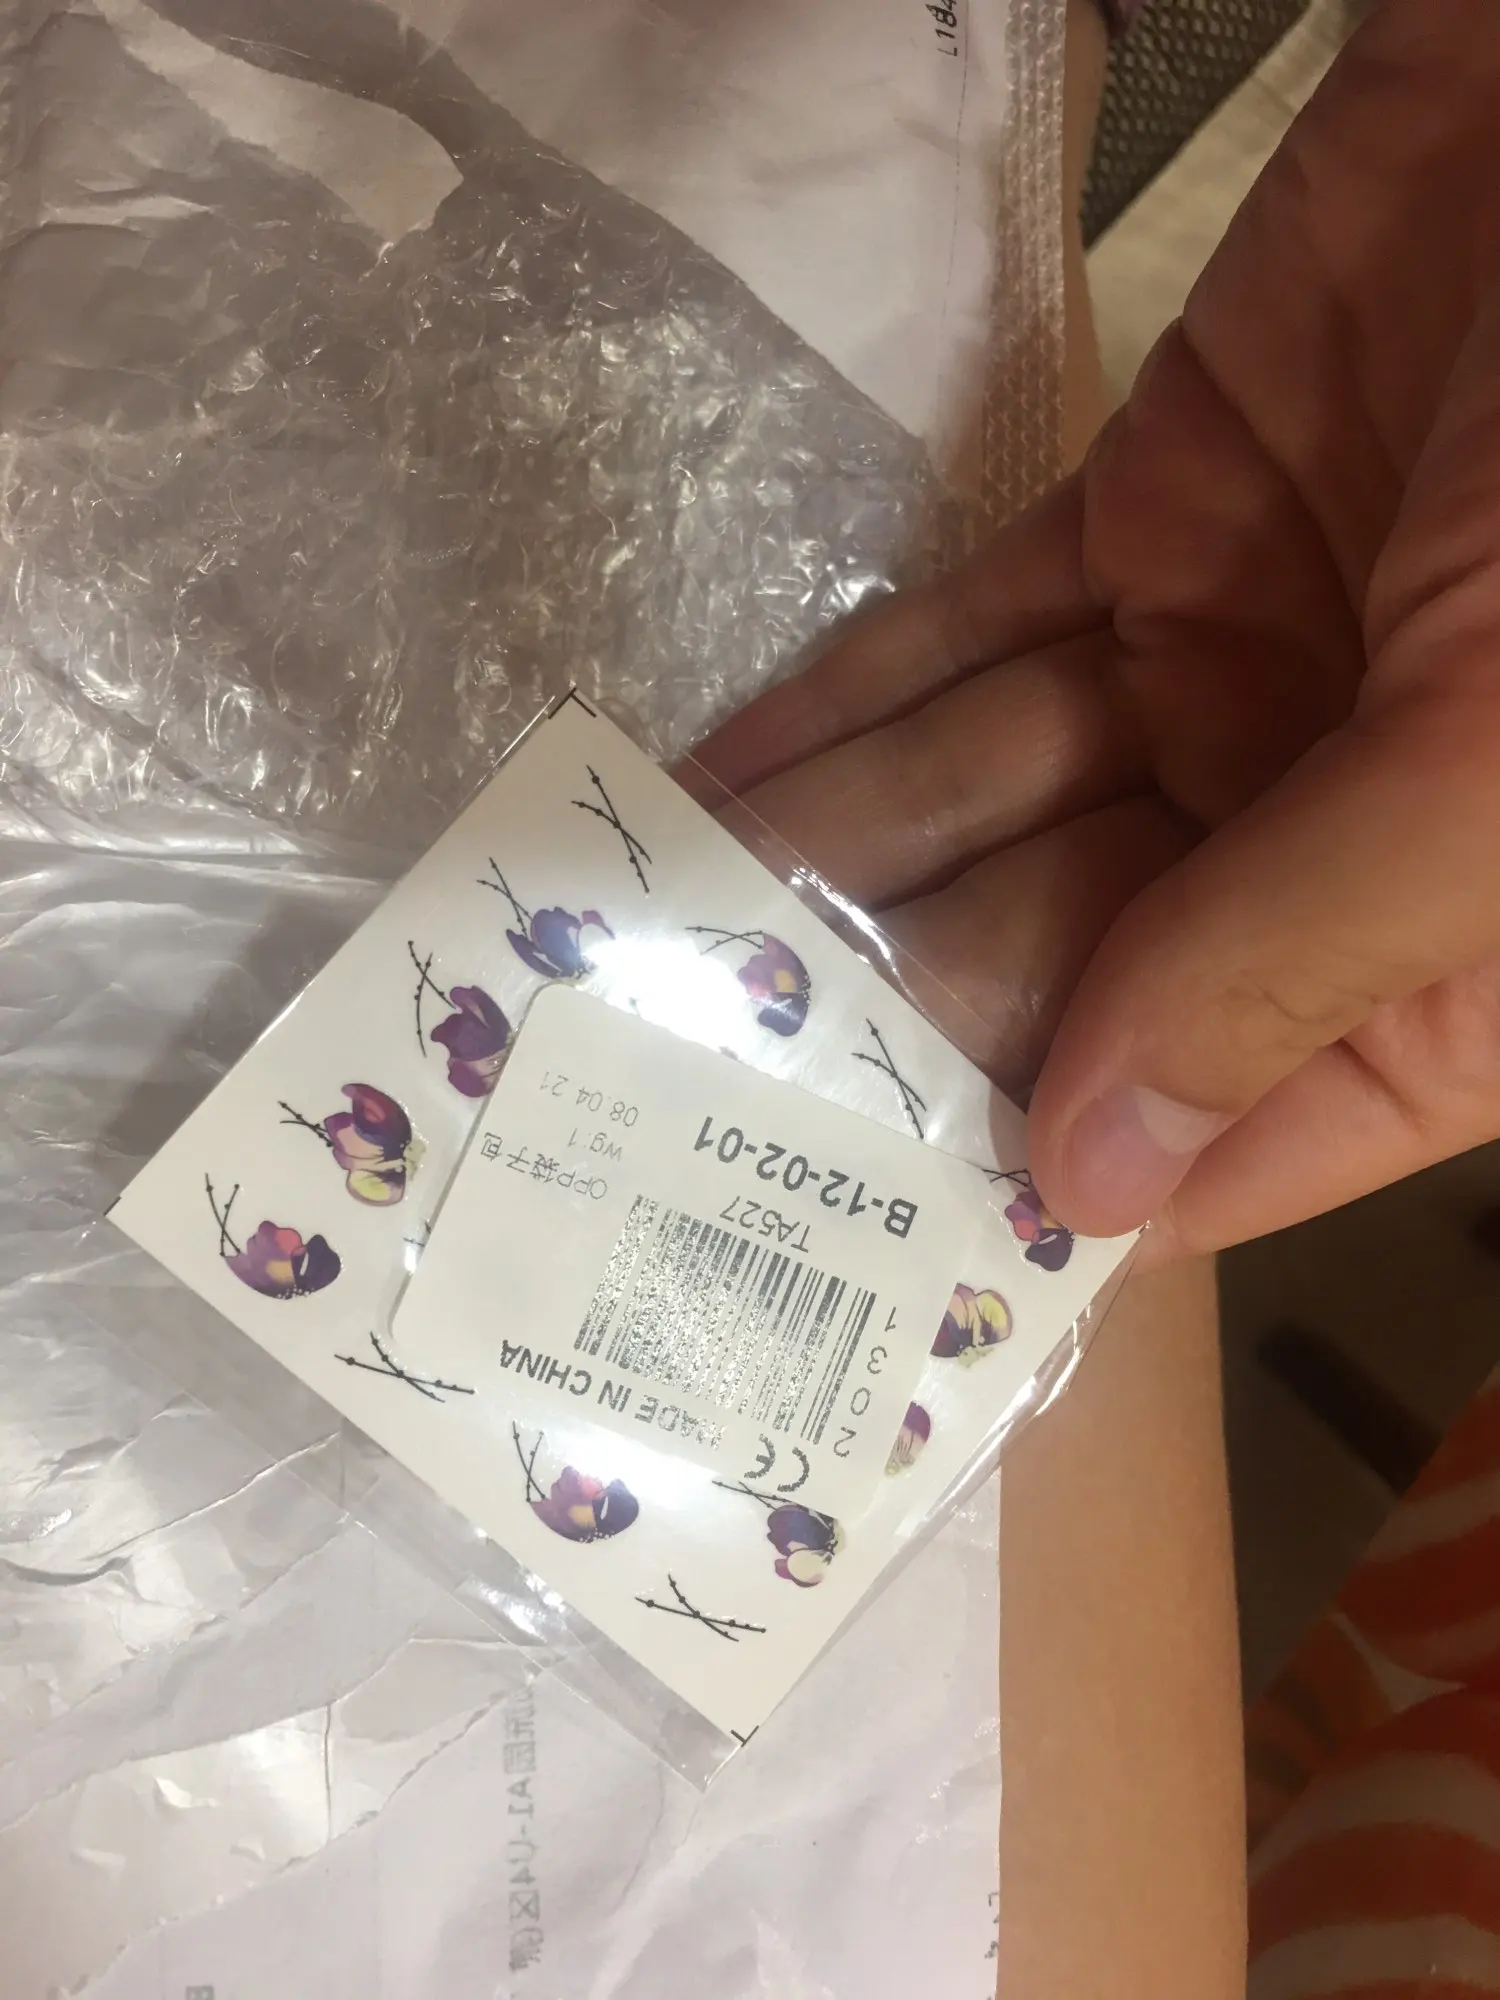 B-12-02-01
TA527
08.04 21
wg:1
OPP袋子包
2 0 3 1
MADE IN CHINA
CE
L184